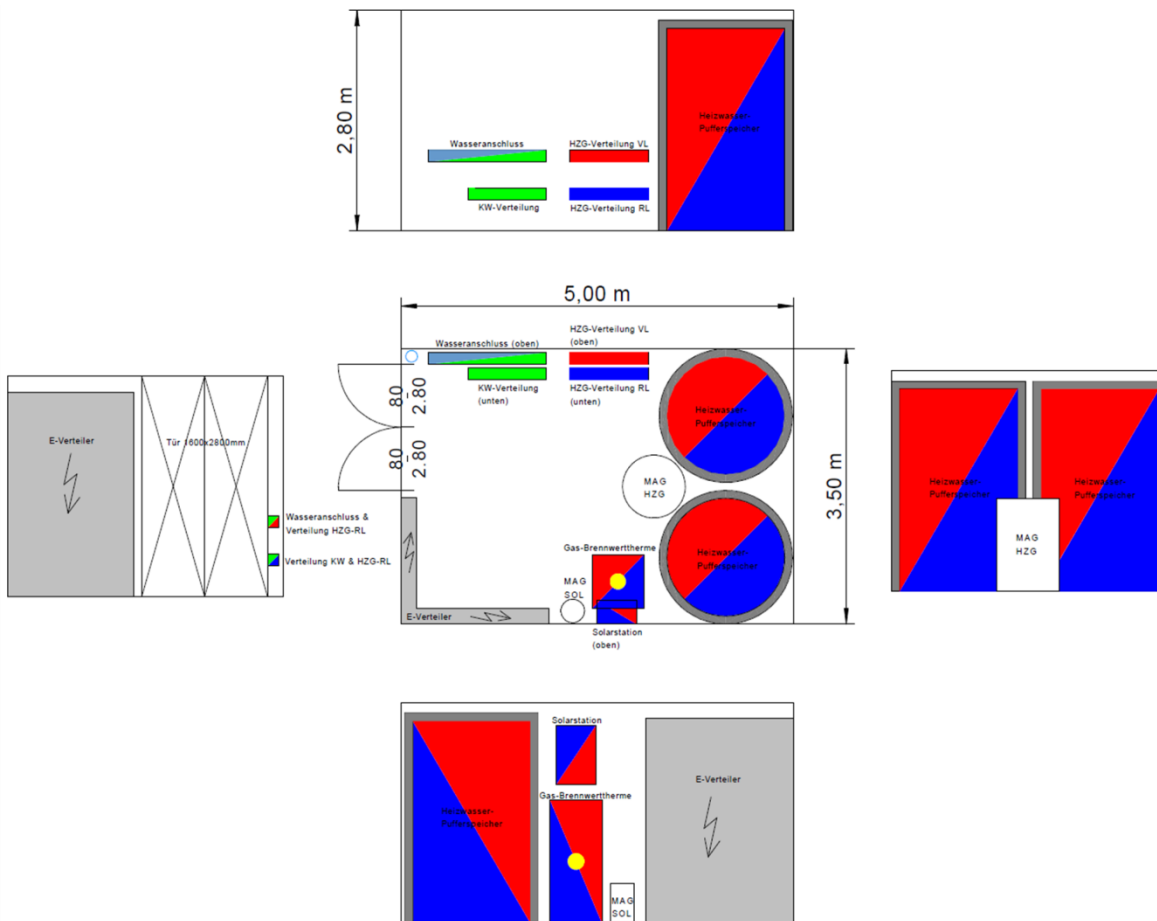 2,80 m
Heizwasser-
Pufferspeicher
Wasseranschluss
HZG-Verteilung VL
KW-Verteilung
HZG-Verteilung RL
5,00 m
Wasseranschluss (oben)
HZG-Verteilung VL
(oben)
KW-Verteilung
(unten)
HZG-Verteilung RL
(unten)
80
2.80
80
2.80
Heizwasser-
Pufferspeicher
MAG
HZG
3,50 m
Heizwasser-
Pufferspeicher
Gas-Brennwerttherme
MAG
SOL
E-Verteiler
Solarstation
(oben)
E-Verteiler
Tür 1600x2800mm
Wasseranschluss &
Verteilung HZG-RL
Verteilung KW & HZG-RL
Heizwasser-
Pufferspeicher
Heizwasser-
Pufferspeicher
MAG
HZG
Solarstation
Gas-Brennwerttherme
Heizwasser-
Pufferspeicher
E-Verteiler
MAG
SOL